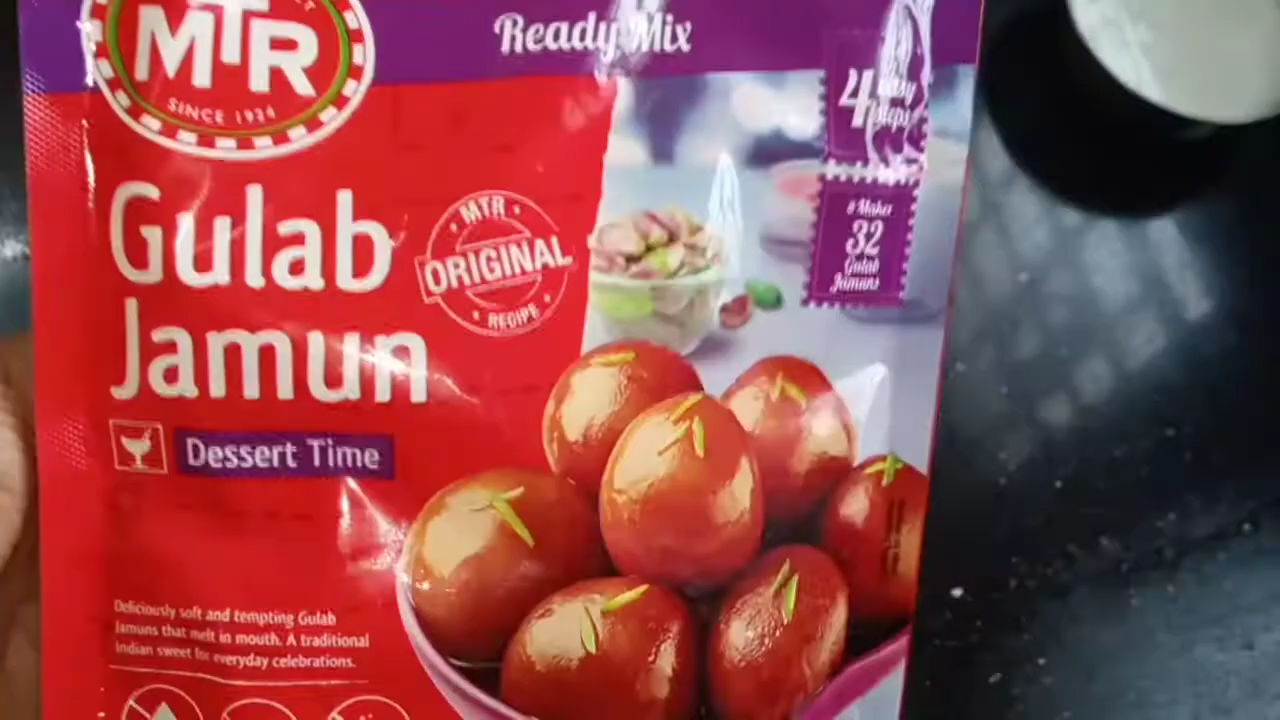 MTR
SINCE 1924
Ready Mix
4 Easy
Steps
Gulab
Jamun
MTR
ORIGINAL
RECIPE
# Makes
32
Gulab
Jamuns
Dessert Time
Deliciously soft and tempting Gulab
Jamuns that melt in mouth. A traditional
Indian sweet for everyday celebrations.